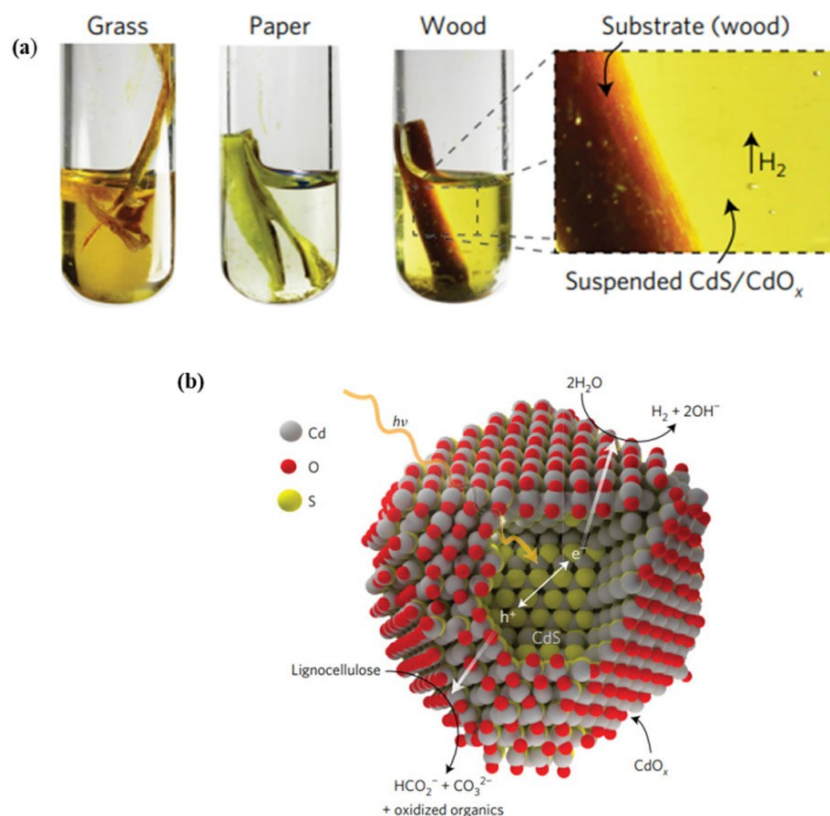 Grass Paper Wood Substrate (wood)
(a)
H₂
Suspended CdS/CdOₓ
(b)
2H₂O
hν
H₂ + 2OH⁻
Cd
O
S
e⁻
h⁺
CdS
Lignocellulose
CdOₓ
HCO₂⁻ + CO₃²⁻
+ oxidized organics